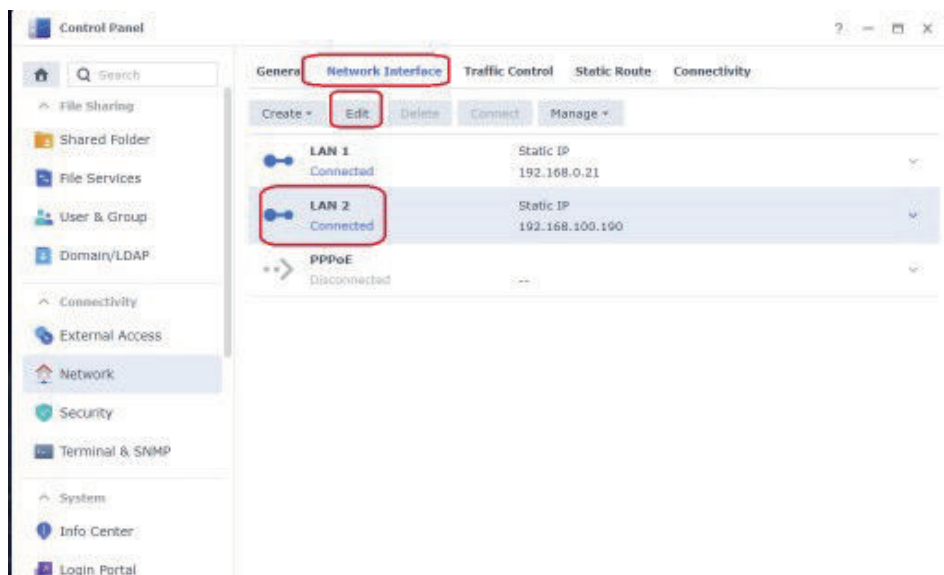 Control Panel
?
Search
General
Network Interface
Traffic Control
Static Route
Connectivity
File Sharing
Create
Edit
Delete
Connect
Manage
Shared Folder
LAN 1
Static IP
Connected
192.168.0.21
File Services
LAN 2
Static IP
User & Group
Connected
192.168.100.190
Domain/LDAP
PPPoE
Disconnected
--
Connectivity
External Access
Network
Security
Terminal & SNMP
System
Info Center
Login Portal